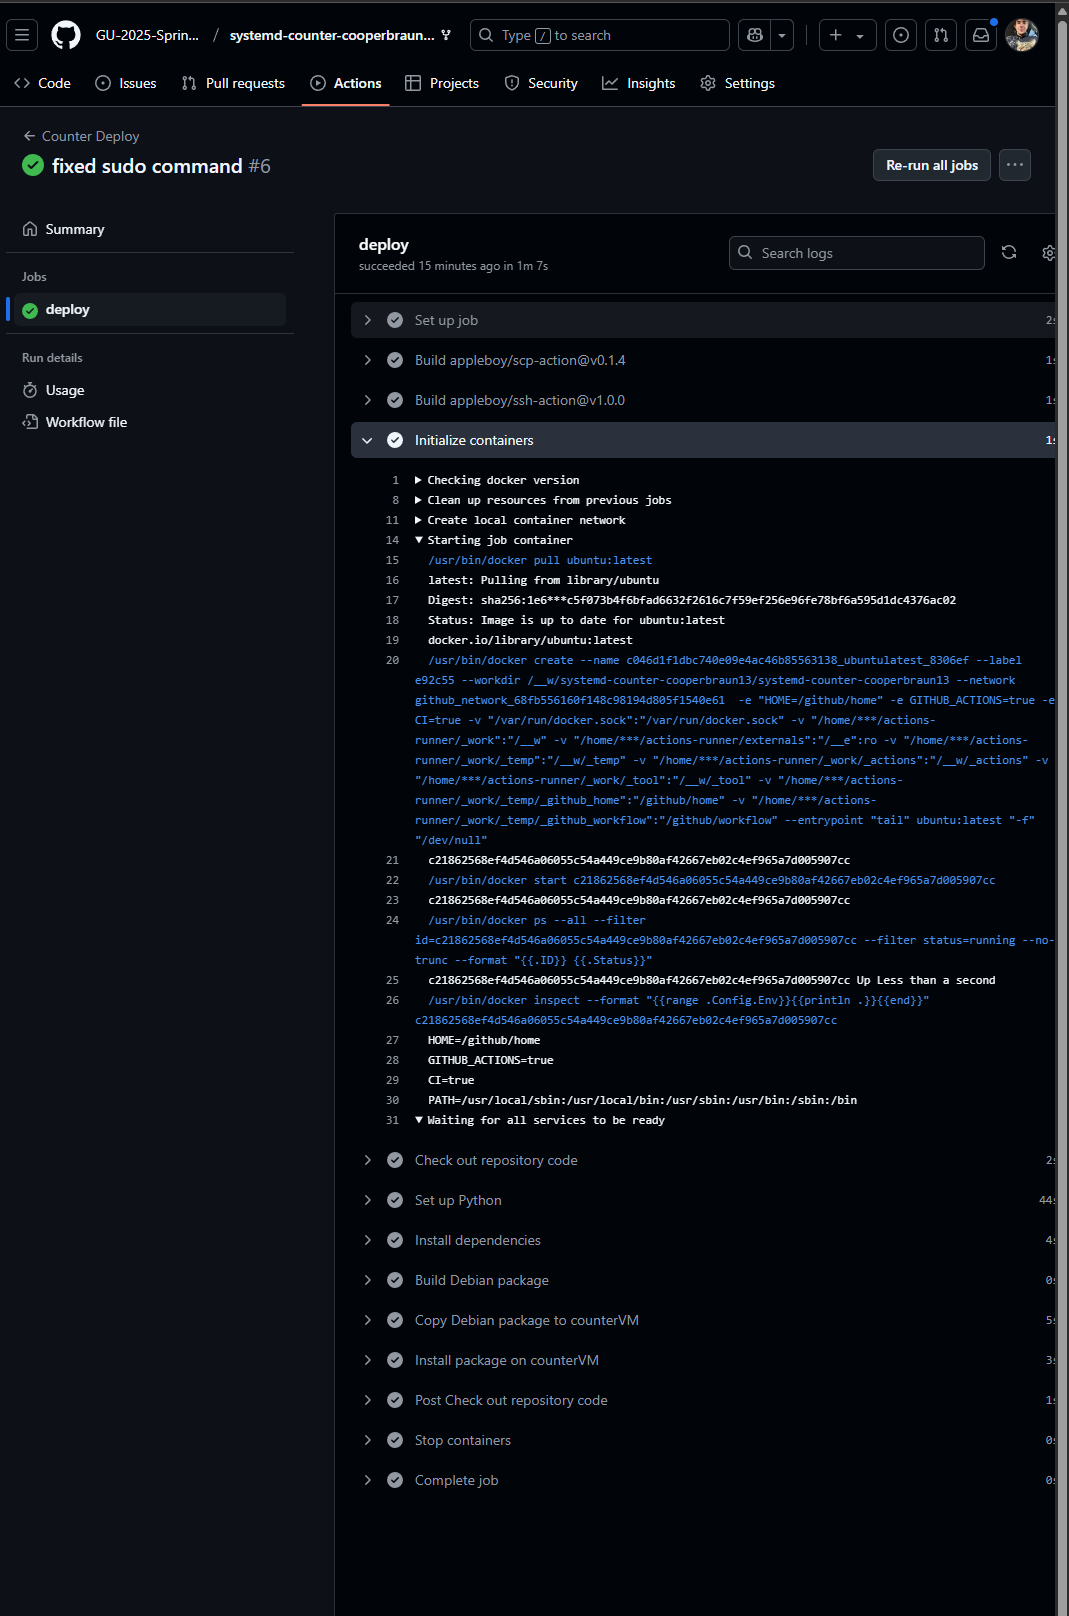 GU-2025-Sprin... / systemd-counter-cooperbraun...
Type / to search
Code Issues Pull requests Actions Projects Security Insights Settings
Counter Deploy
fixed sudo command #6
Re-run all jobs
Summary
Jobs
deploy
Run details
Usage
Workflow file
deploy
succeeded 15 minutes ago in 1m 7s
Search logs
Set up job 2s
Build appleboy/scp-action@v0.1.4 1s
Build appleboy/ssh-action@v1.0.0 1s
Initialize containers 1s
1 Checking docker version
8 Clean up resources from previous jobs
11 Create local container network
14 Starting job container
15 /usr/bin/docker pull ubuntu:latest
16 latest: Pulling from library/ubuntu
17 Digest: sha256:1e6***c5f073b4f6bfad6632f2616c7f59ef256e96fe78bf6a595d1dc4376ac02
18 Status: Image is up to date for ubuntu:latest
19 docker.io/library/ubuntu:latest
20 /usr/bin/docker create --name c046d1f1dbc740e09e4ac46b85563138_ubuntulatest_8306ef --label
e92c55 --workdir /__w/systemd-counter-cooperbraun13/systemd-counter-cooperbraun13 --network
github_network_68fb556160f148c98194d805f1540e61 -e "HOME=/github/home" -e GITHUB_ACTIONS=true -e
CI=true -v "/var/run/docker.sock":"/var/run/docker.sock" -v "/home/***/actions-
runner/_work":"/__w" -v "/home/***/actions-runner/externals":"/__e":ro -v "/home/***/actions-
runner/_work/_temp":"/__w/_temp" -v "/home/***/actions-runner/_work/_actions":"/__w/_actions" -v
"/home/***/actions-runner/_work/_tool":"/__w/_tool" -v "/home/***/actions-
runner/_work/_temp/_github_home":"/github/home" -v "/home/***/actions-
runner/_work/_temp/_github_workflow":"/github/workflow" --entrypoint "tail" ubuntu:latest "-f"
"/dev/null"
21 c21862568ef4d546a06055c54a449ce9b80af42667eb02c4ef965a7d005907cc
22 /usr/bin/docker start c21862568ef4d546a06055c54a449ce9b80af42667eb02c4ef965a7d005907cc
23 c21862568ef4d546a06055c54a449ce9b80af42667eb02c4ef965a7d005907cc
24 /usr/bin/docker ps --all --filter
id=c21862568ef4d546a06055c54a449ce9b80af42667eb02c4ef965a7d005907cc --filter status=running --no-
trunc --format "{{.ID}} {{.Status}}"
25 c21862568ef4d546a06055c54a449ce9b80af42667eb02c4ef965a7d005907cc Up Less than a second
26 /usr/bin/docker inspect --format "{{range .Config.Env}}{{println .}}{{end}}"
c21862568ef4d546a06055c54a449ce9b80af42667eb02c4ef965a7d005907cc
27 HOME=/github/home
28 GITHUB_ACTIONS=true
29 CI=true
30 PATH=/usr/local/sbin:/usr/local/bin:/usr/sbin:/usr/bin:/sbin:/bin
31 Waiting for all services to be ready
Check out repository code 2s
Set up Python 44s
Install dependencies 4s
Build Debian package 0s
Copy Debian package to counterVM 5s
Install package on counterVM 3s
Post Check out repository code 1s
Stop containers 0s
Complete job 0s